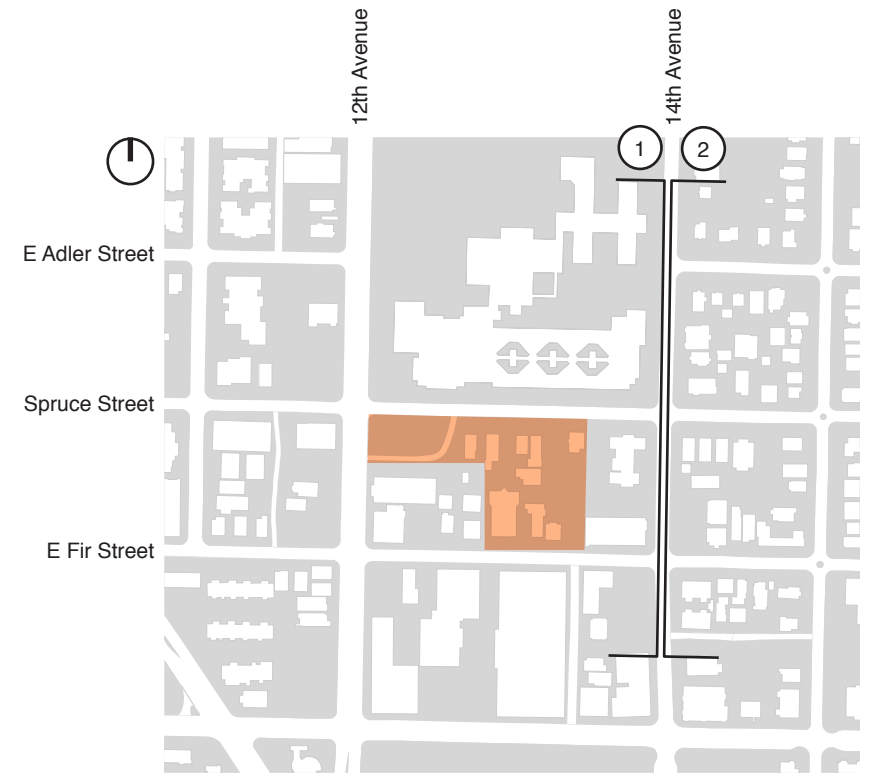 12th Avenue
14th Avenue
1
2
E Adler Street
Spruce Street
E Fir Street